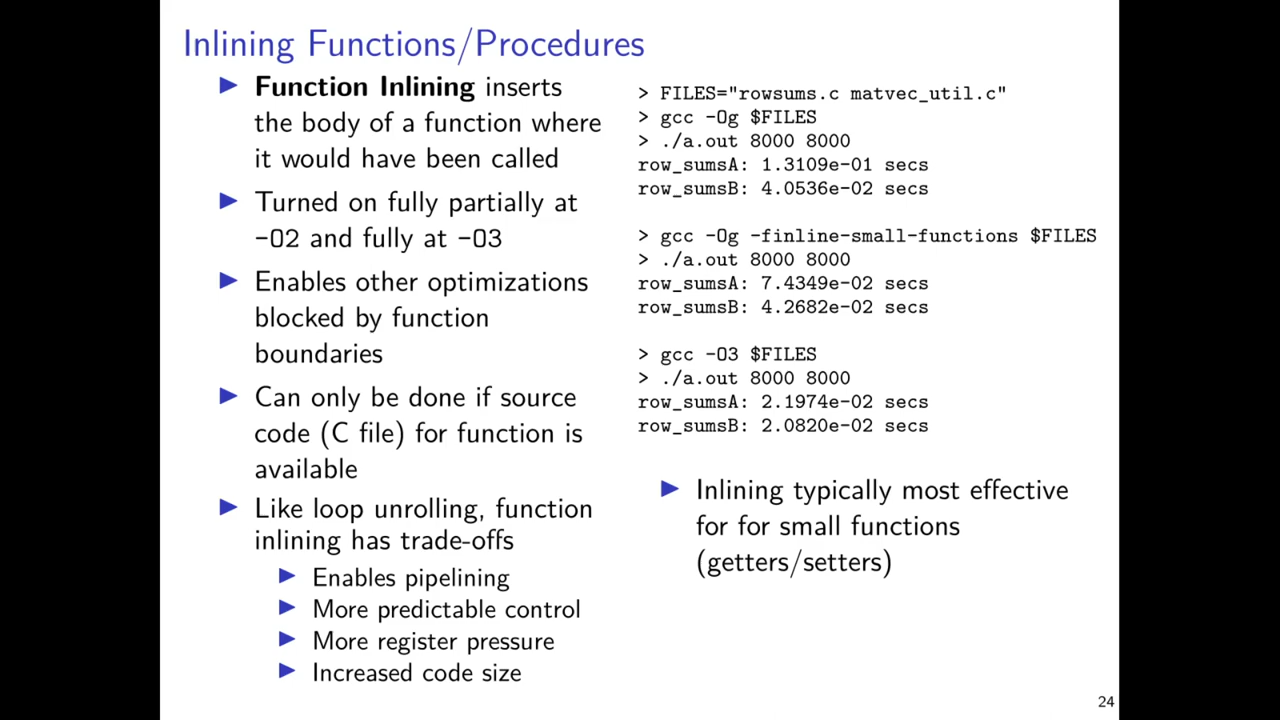 Inlining Functions/Procedures
▶ Function Inlining inserts
the body of a function where
it would have been called
▶ Turned on fully partially at
-O2 and fully at -O3
▶ Enables other optimizations
blocked by function
boundaries
▶ Can only be done if source
code (C file) for function is
available
▶ Like loop unrolling, function
inlining has trade-offs
▶ Enables pipelining
▶ More predictable control
▶ More register pressure
▶ Increased code size
> FILES="rowsums.c matvec_util.c"
> gcc -Og $FILES
> ./a.out 8000 8000
row_sumsA: 1.3109e-01 secs
row_sumsB: 4.0536e-02 secs
> gcc -Og -finline-small-functions $FILES
> ./a.out 8000 8000
row_sumsA: 7.4349e-02 secs
row_sumsB: 4.2682e-02 secs
> gcc -O3 $FILES
> ./a.out 8000 8000
row_sumsA: 2.1974e-02 secs
row_sumsB: 2.0820e-02 secs
▶ Inlining typically most effective
for for small functions
(getters/setters)
24